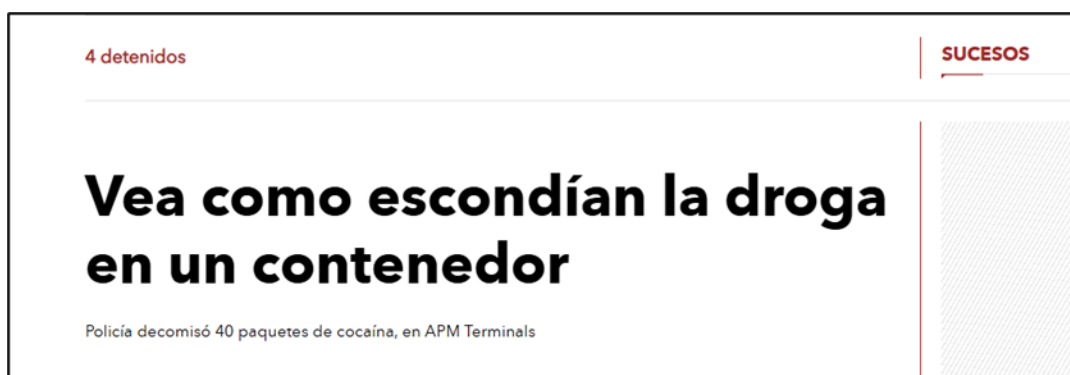 4 detenidos
SUCESOS
Vea como escondían la droga
en un contenedor
Policía decomisó 40 paquetes de cocaína, en APM Terminals